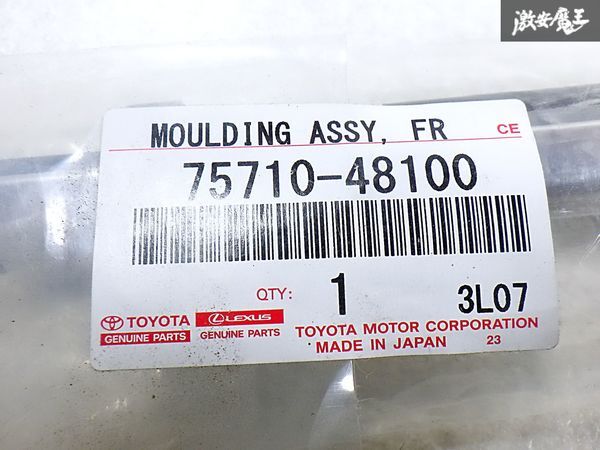 激安魔王
MOULDING ASSY, FR CE
75710-48100
QTY: 1 3L07
TOYOTA LEXUS
GENUINE PARTS GENUINE PARTS
TOYOTA MOTOR CORPORATION
MADE IN JAPAN 23